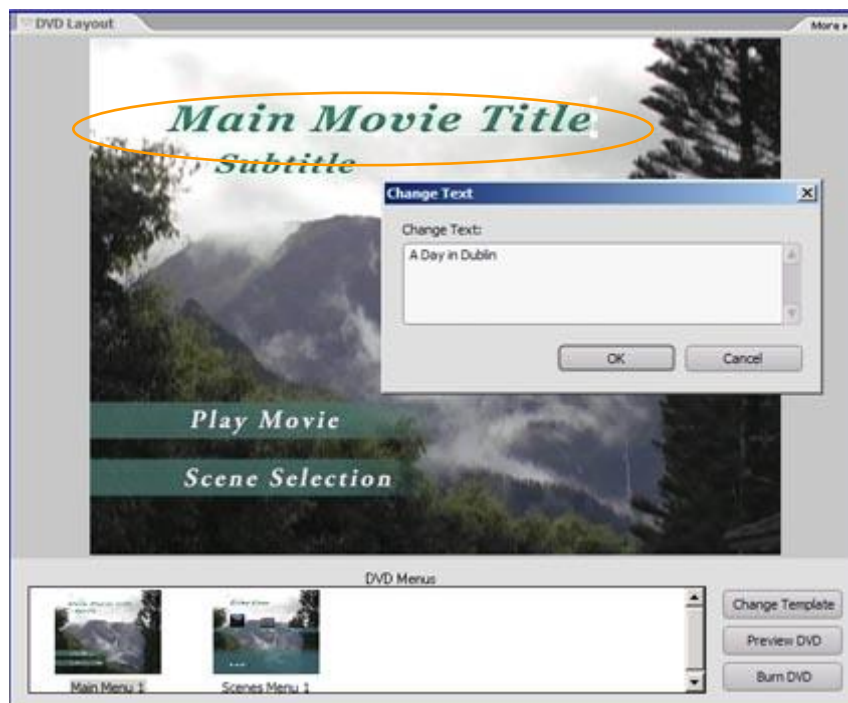 DVD Layout
More
Main Movie Title
Subtitle
Change Text
Change Text:
A Day in Dublin
OK
Cancel
Play Movie
Scene Selection
DVD Menus
Change Template
Preview DVD
Burn DVD
Main Menu 1
Scenes Menu 1